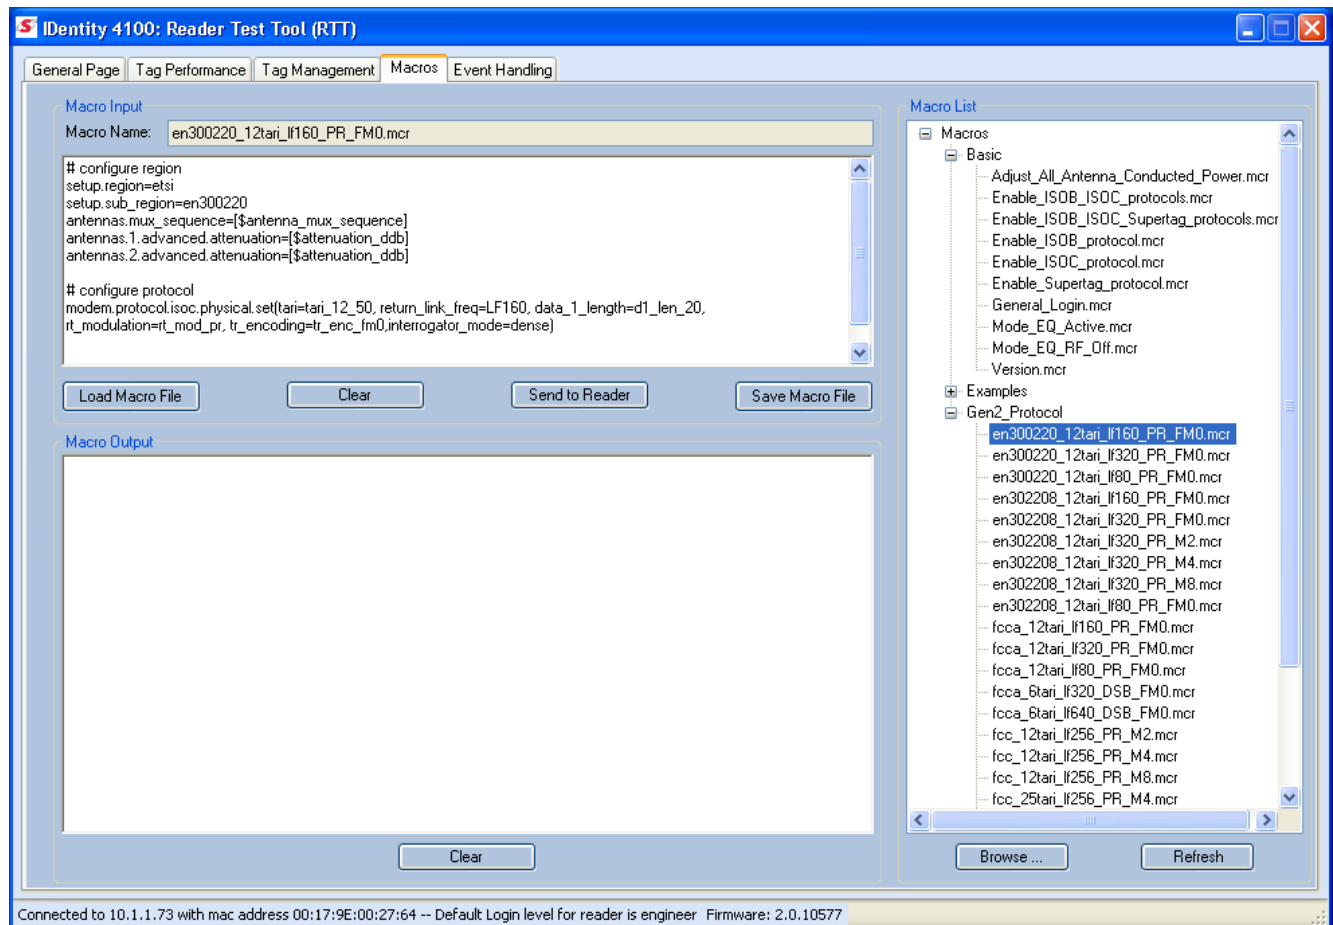 IDentity 4100: Reader Test Tool (RTT)
General Page Tag Performance Tag Management Macros Event Handling
Macro Input
Macro Name: en300220_12tari_lf160_PR_FM0.mcr
# configure region
setup.region=etsi
setup.sub_region=en300220
antennas.mux_sequence=[$antenna_mux_sequence]
antennas.1.advanced.attenuation=[$attenuation_ddb]
antennas.2.advanced.attenuation=[$attenuation_ddb]
# configure protocol
modem.protocol.isoc.physical.set(tari=tari_12_50, return_link_freq=LF160, data_1_length=d1_len_20,
rt_modulation=rt_mod_pr, tr_encoding=tr_enc_fm0,interrogator_mode=dense)
Load Macro File Clear Send to Reader Save Macro File
Macro Output
Clear
Macro List
Macros
Basic
Adjust_All_Antenna_Conducted_Power.mcr
Enable_ISOB_ISOC_protocols.mcr
Enable_ISOB_ISOC_Supertag_protocols.mcr
Enable_ISOB_protocol.mcr
Enable_ISOC_protocol.mcr
Enable_Supertag_protocol.mcr
General_Login.mcr
Mode_EQ_Active.mcr
Mode_EQ_RF_Off.mcr
Version.mcr
Examples
Gen2_Protocol
en300220_12tari_lf160_PR_FM0.mcr
en300220_12tari_lf320_PR_FM0.mcr
en300220_12tari_lf80_PR_FM0.mcr
en302208_12tari_lf160_PR_FM0.mcr
en302208_12tari_lf320_PR_FM0.mcr
en302208_12tari_lf320_PR_M2.mcr
en302208_12tari_lf320_PR_M4.mcr
en302208_12tari_lf320_PR_M8.mcr
en302208_12tari_lf80_PR_FM0.mcr
fcca_12tari_lf160_PR_FM0.mcr
fcca_12tari_lf320_PR_FM0.mcr
fcca_12tari_lf80_PR_FM0.mcr
fcca_6tari_lf320_DSB_FM0.mcr
fcca_6tari_lf640_DSB_FM0.mcr
fcc_12tari_lf256_PR_M2.mcr
fcc_12tari_lf256_PR_M4.mcr
fcc_12tari_lf256_PR_M8.mcr
fcc_25tari_lf256_PR_M4.mcr
Browse ... Refresh
Connected to 10.1.1.73 with mac address 00:17:9E:00:27:64 -- Default Login level for reader is engineer Firmware: 2.0.10577